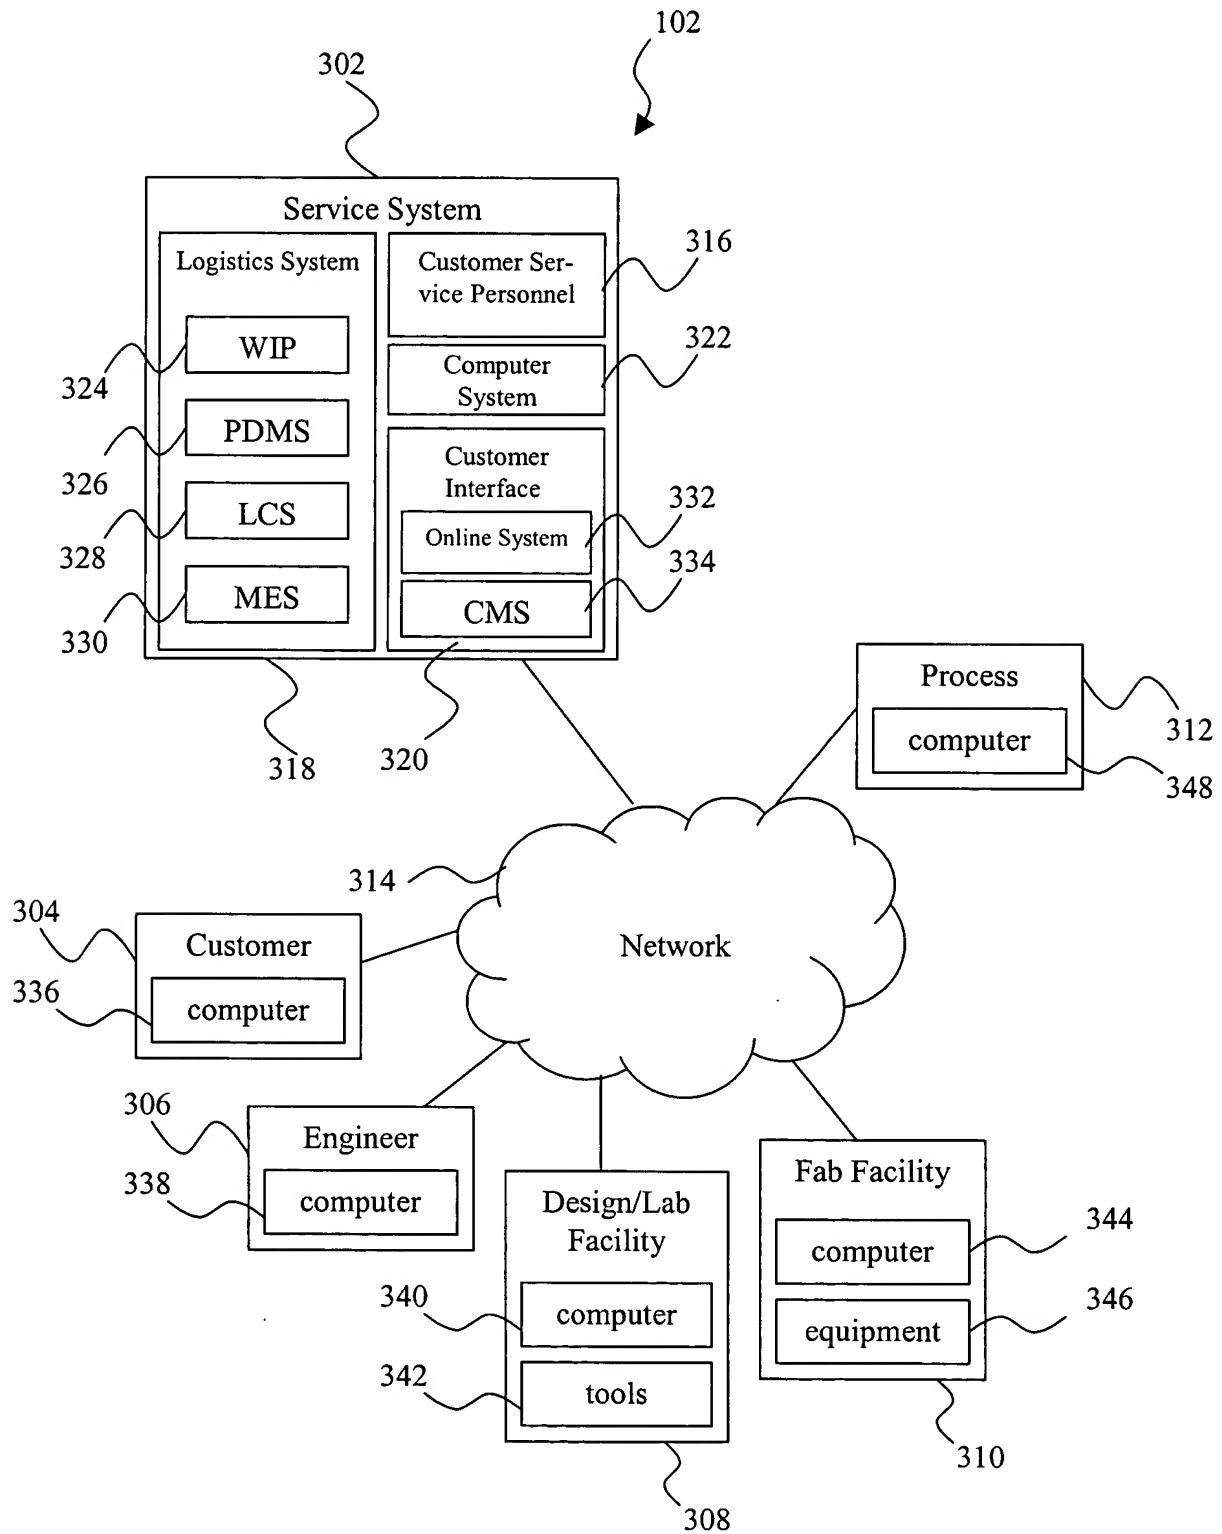 102
302
Service System
Logistics System
Customer Ser-
vice Personnel
316
WIP
324
Computer
System
322
PDMS
326
Customer
Interface
LCS
328
Online System
332
MES
330
CMS
334
318
320
Process
312
computer
348
314
Network
304
Customer
336
computer
306
Engineer
338
computer
Design/Lab
Facility
340
computer
342
tools
308
Fab Facility
computer
344
equipment
346
310